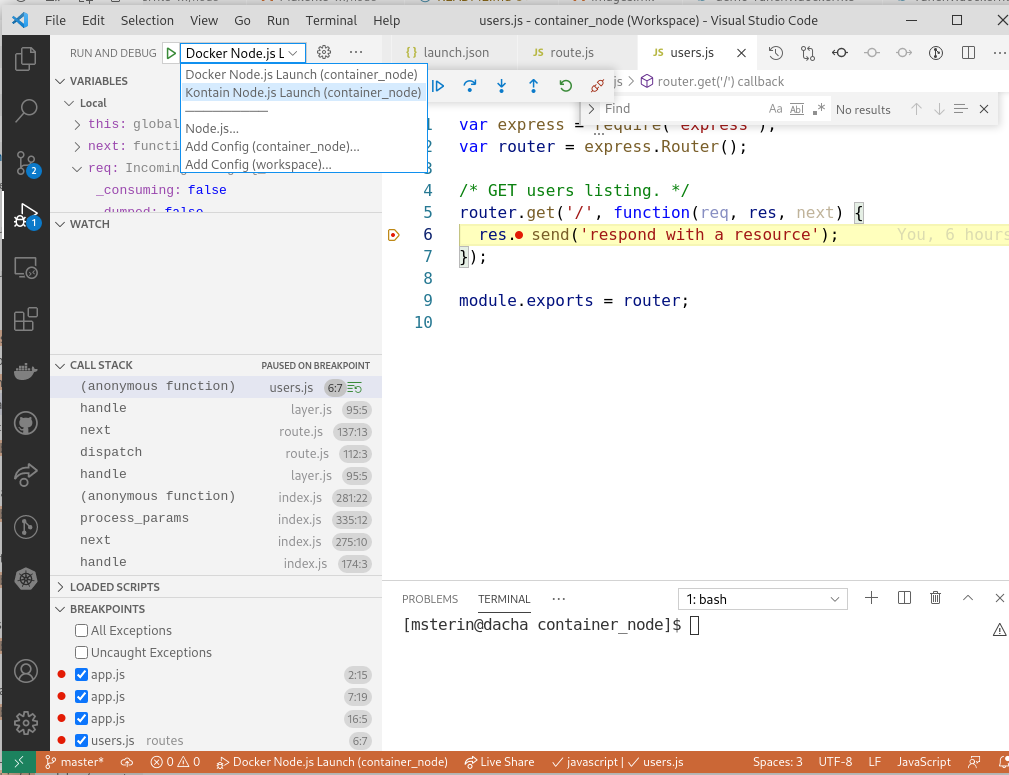 File Edit Selection View Go Run Terminal Help
users.js - container_node (Workspace) - Visual Studio Code
RUN AND DEBUG
Docker Node.js L
Docker Node.js Launch (container_node)
Kontain Node.js Launch (container_node)
Node.js...
Add Config (container_node)...
Add Config (workspace)...
VARIABLES
Local
this: global
next: functi
req: Incoming
_consuming: false
_dumped: false
WATCH
CALL STACK PAUSED ON BREAKPOINT
(anonymous function) users.js 6:7
handle layer.js 95:5
next route.js 137:13
dispatch route.js 112:3
handle layer.js 95:5
(anonymous function) index.js 281:22
process_params index.js 335:12
next index.js 275:10
handle index.js 174:3
LOADED SCRIPTS
BREAKPOINTS
All Exceptions
Uncaught Exceptions
app.js 2:15
app.js 7:19
app.js 16:5
users.js routes 6:7
2
1
{} launch.json
JS route.js
JS users.js
js > router.get('/') callback
Find
Aa Abl .*
No results
1 var express = require('express');
2 var router = express.Router();
3
4 /* GET users listing. */
5 router.get('/', function(req, res, next) {
6 res. send('respond with a resource'); You, 6 hours
7 });
8
9 module.exports = router;
10
PROBLEMS TERMINAL ···
1: bash
[msterin@dacha container_node]$
master*
0 0
Docker Node.js Launch (container_node)
Live Share
javascript | users.js
Spaces: 3
UTF-8
LF
JavaScript